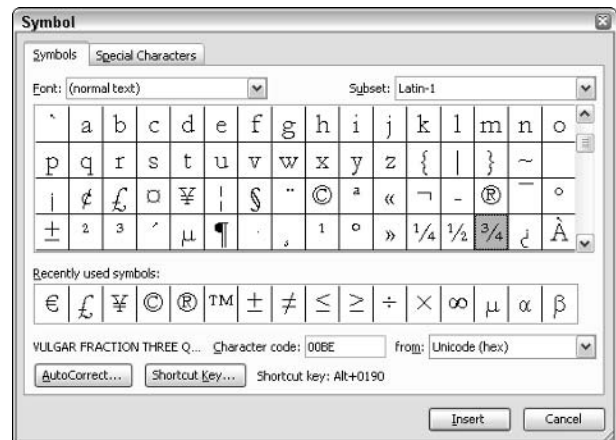 Symbol
Symbols Special Characters
Font: (normal text) Subset: Latin-1
` a b c d e f g h i j k l m n o
p q r s t u v w x y z { | } ~
¡ ¢ £ ¤ ¥ ¦ § ¨ © ª « ¬ - ® ¯ °
± ² ³ ´ µ ¶ · ¸ ¹ º » ¼ ½ ¾ ¿ À
Recently used symbols:
€ £ ¥ © ® ™ ± ≠ ≤ ≥ ÷ × ∞ µ α β
VULGAR FRACTION THREE Q... Character code: 00BE from: Unicode (hex)
AutoCorrect... Shortcut Key... Shortcut key: Alt+0190
Insert Cancel